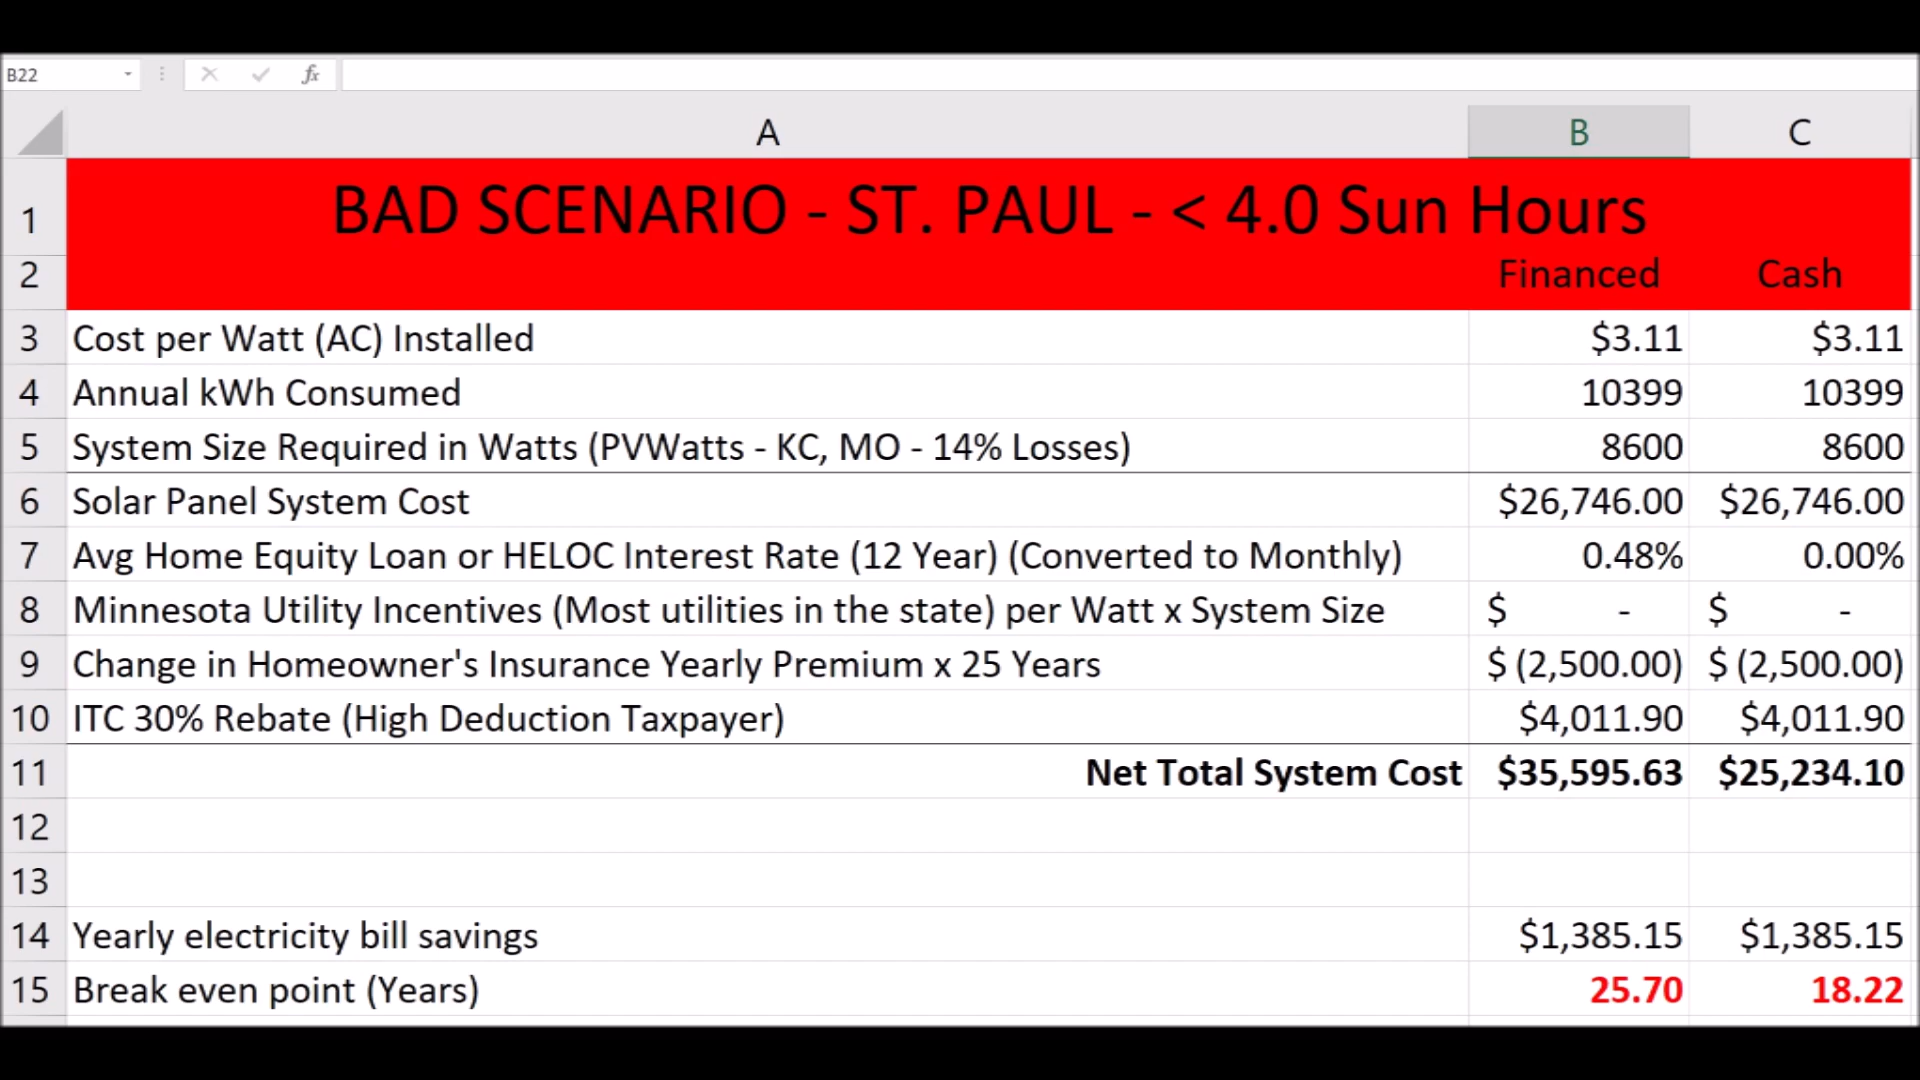 B22
fx
A B C
1 BAD SCENARIO - ST. PAUL - < 4.0 Sun Hours
2 Financed Cash
3 Cost per Watt (AC) Installed $3.11 $3.11
4 Annual kWh Consumed 10399 10399
5 System Size Required in Watts (PVWatts - KC, MO - 14% Losses) 8600 8600
6 Solar Panel System Cost $26,746.00 $26,746.00
7 Avg Home Equity Loan or HELOC Interest Rate (12 Year) (Converted to Monthly) 0.48% 0.00%
8 Minnesota Utility Incentives (Most utilities in the state) per Watt x System Size $ - $ -
9 Change in Homeowner's Insurance Yearly Premium x 25 Years $ (2,500.00) $ (2,500.00)
10 ITC 30% Rebate (High Deduction Taxpayer) $4,011.90 $4,011.90
11 Net Total System Cost $35,595.63 $25,234.10
12
13
14 Yearly electricity bill savings $1,385.15 $1,385.15
15 Break even point (Years) 25.70 18.22